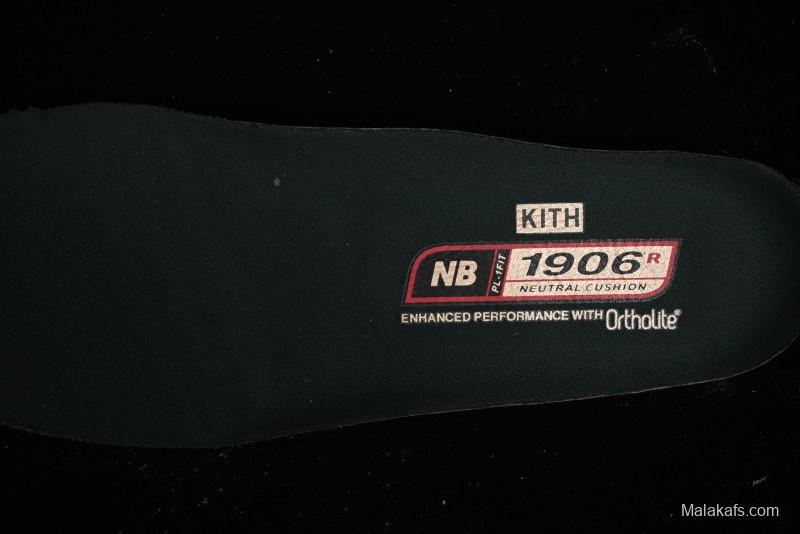 KITH
NB PL-1FIT 1906R
NEUTRAL CUSHION
ENHANCED PERFORMANCE WITH Ortholite®
Malakafs.com